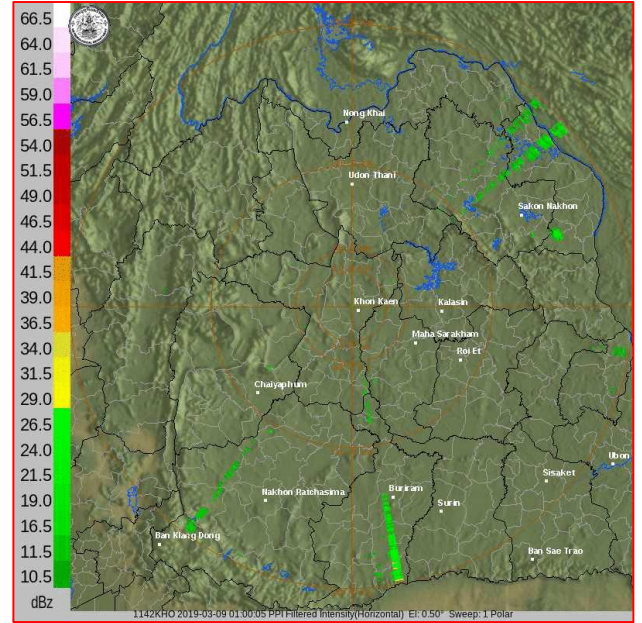 66.5
64.0
61.5
59.0
56.5
54.0
51.5
49.0
46.5
44.0
41.5
39.0
36.5
34.0
31.5
29.0
26.5
24.0
21.5
19.0
16.5
11.5
10.5
dBz
Nong Khai
Udon Thani
Sakon Nakhon
Khon Kaen
Kalasin
Maha Sarakham
Roi Et
Chaiyaphum
Ubon
Sisaket
Nakhon Ratchasima
Buriram
Surin
Ban Klang Dong
Ban Sae Trao
1142KRO 2019-03-09 01:00:05 PPI Filtered Intensity(Horizontal) El: 0.50° Sweep: 1 Polar